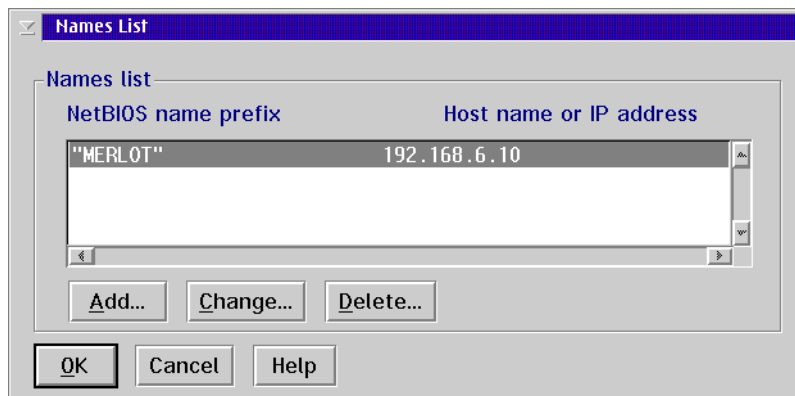 Names List
Names list
NetBIOS name prefix Host name or IP address
"MERLOT" 192.168.6.10
Add... Change... Delete...
OK Cancel Help